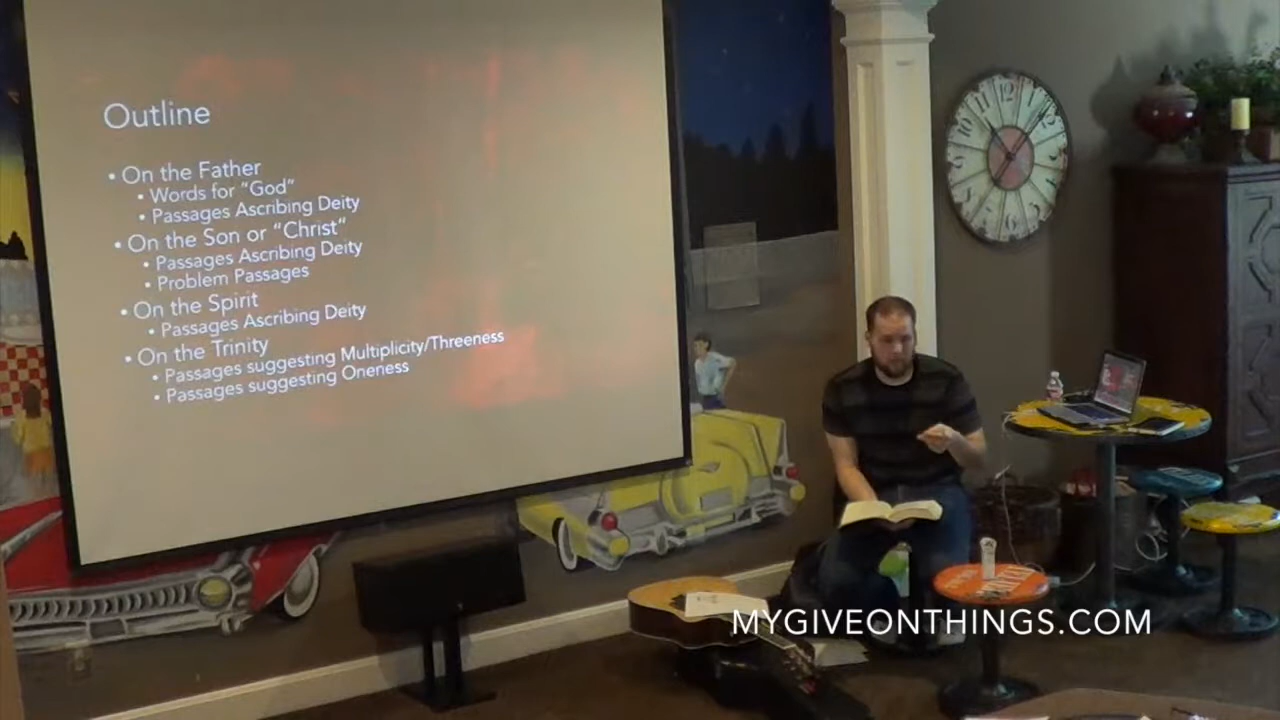 Outline
• On the Father
• Words for "God"
• Passages Ascribing Deity
• On the Son or "Christ"
• Passages Ascribing Deity
• Problem Passages
• On the Spirit
• Passages Ascribing Deity
• On the Trinity
• Passages suggesting Multiplicity/Threeness
• Passages suggesting Oneness
MYGIVEONTHINGS.COM